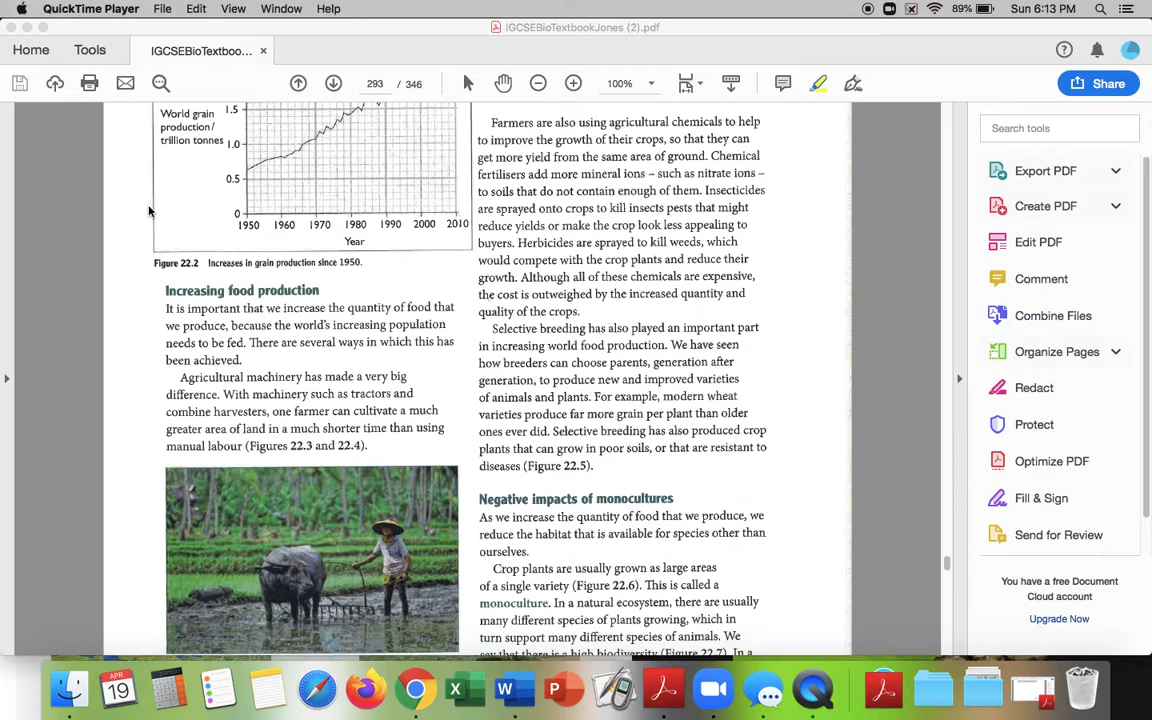 QuickTime Player File Edit View Window Help
89% Sun 6:13 PM
IGCSEBioTextbookJones (2).pdf
Home Tools IGCSEBioTextboo... ×
293 / 346 100% Share
World grain
production/
trillion tonnes
1.5
1.0
0.5
0
1950 1960 1970 1980 1990 2000 2010
Year
Figure 22.2 Increases in grain production since 1950.
Increasing food production
It is important that we increase the quantity of food that
we produce, because the world's increasing population
needs to be fed. There are several ways in which this has
been achieved.
Agricultural machinery has made a very big
difference. With machinery such as tractors and
combine harvesters, one farmer can cultivate a much
greater area of land in a much shorter time than using
manual labour (Figures 22.3 and 22.4).
Farmers are also using agricultural chemicals to help
to improve the growth of their crops, so that they can
get more yield from the same area of ground. Chemical
fertilisers add more mineral ions – such as nitrate ions –
to soils that do not contain enough of them. Insecticides
are sprayed onto crops to kill insects pests that might
reduce yields or make the crop look less appealing to
buyers. Herbicides are sprayed to kill weeds, which
would compete with the crop plants and reduce their
growth. Although all of these chemicals are expensive,
the cost is outweighed by the increased quantity and
quality of the crops.
Selective breeding has also played an important part
in increasing world food production. We have seen
how breeders can choose parents, generation after
generation, to produce new and improved varieties
of animals and plants. For example, modern wheat
varieties produce far more grain per plant than older
ones ever did. Selective breeding has also produced crop
plants that can grow in poor soils, or that are resistant to
diseases (Figure 22.5).
Negative impacts of monocultures
As we increase the quantity of food that we produce, we
reduce the habitat that is available for species other than
ourselves.
Crop plants are usually grown as large areas
of a single variety (Figure 22.6). This is called a
monoculture. In a natural ecosystem, there are usually
many different species of plants growing, which in
turn support many different species of animals. We
say that there is a high biodiversity (Figure 22.7). In a
Search tools
Export PDF
Create PDF
Edit PDF
Comment
Combine Files
Organize Pages
Redact
Protect
Optimize PDF
Fill & Sign
Send for Review
You have a free Document
Cloud account
Upgrade Now
APR
19